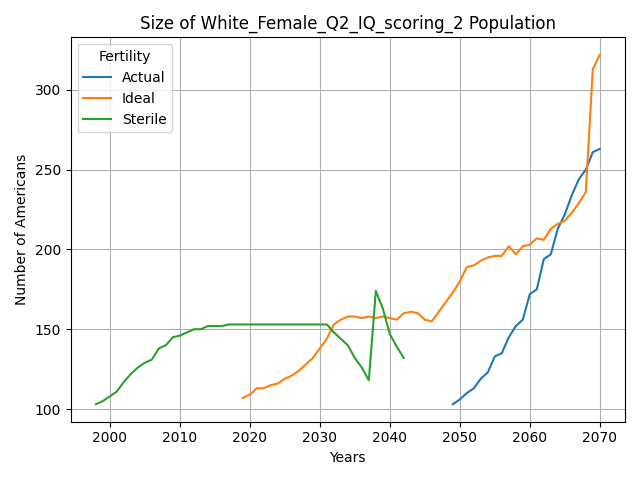 Size of White_Female_Q2_IQ_scoring_2 Population
Fertility
Actual
Ideal
Sterile
Number of Americans
300
250
200
150
100
2000 2010 2020 2030 2040 2050 2060 2070
Years